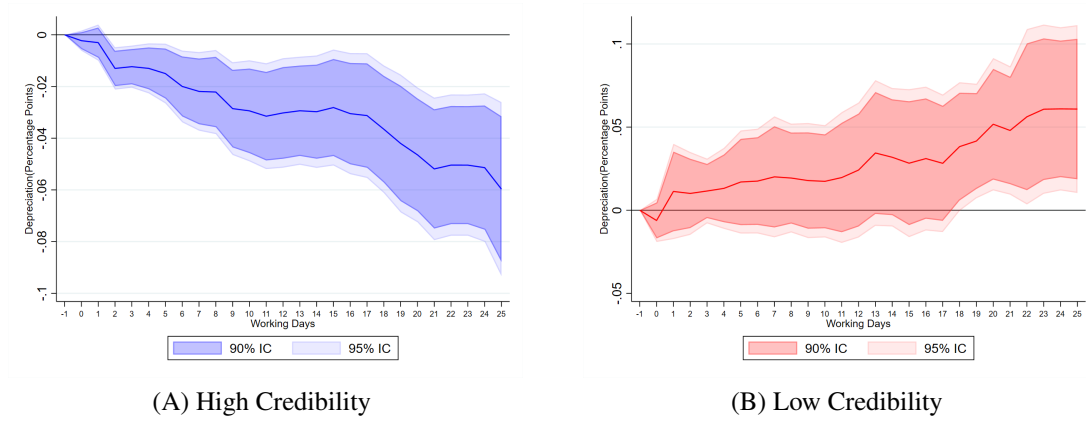 Depreciation(Percentage Points)
0
-.02
-.04
-.06
-.08
-.1
-1 0 1 2 3 4 5 6 7 8 9 10 11 12 13 14 15 16 17 18 19 20 21 22 23 24 25
Working Days
90% IC 95% IC
(A) High Credibility
Depreciation(Percentage Points)
.1
.05
0
-.05
-1 0 1 2 3 4 5 6 7 8 9 10 11 12 13 14 15 16 17 18 19 20 21 22 23 24 25
Working Days
90% IC 95% IC
(B) Low Credibility